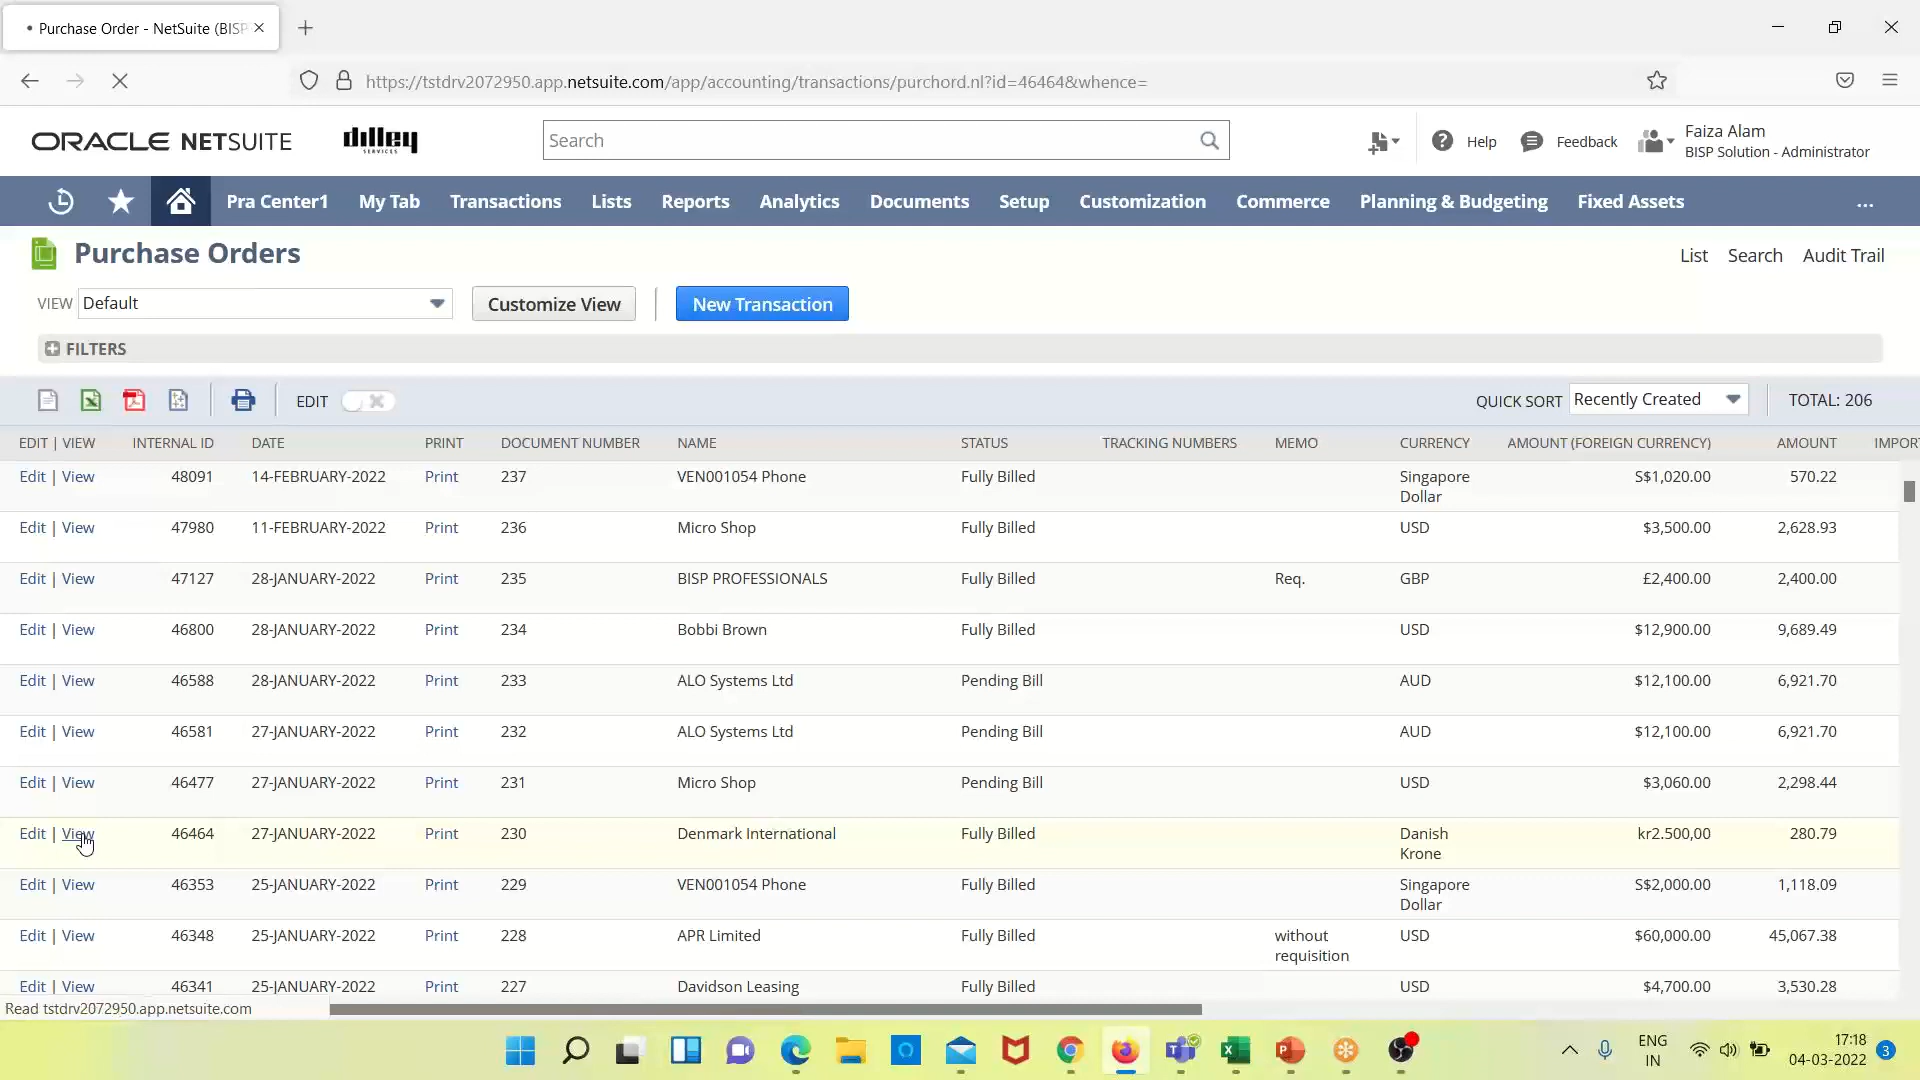 Purchase Order - NetSuite (BISP
https://tstdrv2072950.app.netsuite.com/app/accounting/transactions/purchord.nl?id=46464&whence=
ORACLE NETSUITE
dilley
SERVICES
Search
Help
Feedback
Faiza Alam
BISP Solution - Administrator
Pra Center1 My Tab Transactions Lists Reports Analytics Documents Setup Customization Commerce Planning & Budgeting Fixed Assets ...
Purchase Orders
List Search Audit Trail
VIEW Default Customize View New Transaction
FILTERS
EDIT QUICK SORT Recently Created TOTAL: 206
EDIT | VIEW INTERNAL ID DATE PRINT DOCUMENT NUMBER NAME STATUS TRACKING NUMBERS MEMO CURRENCY AMOUNT (FOREIGN CURRENCY) AMOUNT IMPOR
Edit | View 48091 14-FEBRUARY-2022 Print 237 VEN001054 Phone Fully Billed Singapore S$1,020.00 570.22
Dollar
Edit | View 47980 11-FEBRUARY-2022 Print 236 Micro Shop Fully Billed USD $3,500.00 2,628.93
Edit | View 47127 28-JANUARY-2022 Print 235 BISP PROFESSIONALS Fully Billed Req. GBP £2,400.00 2,400.00
Edit | View 46800 28-JANUARY-2022 Print 234 Bobbi Brown Fully Billed USD $12,900.00 9,689.49
Edit | View 46588 28-JANUARY-2022 Print 233 ALO Systems Ltd Pending Bill AUD $12,100.00 6,921.70
Edit | View 46581 27-JANUARY-2022 Print 232 ALO Systems Ltd Pending Bill AUD $12,100.00 6,921.70
Edit | View 46477 27-JANUARY-2022 Print 231 Micro Shop Pending Bill USD $3,060.00 2,298.44
Edit | View 46464 27-JANUARY-2022 Print 230 Denmark International Fully Billed Danish kr2.500,00 280.79
Krone
Edit | View 46353 25-JANUARY-2022 Print 229 VEN001054 Phone Fully Billed Singapore S$2,000.00 1,118.09
Dollar
Edit | View 46348 25-JANUARY-2022 Print 228 APR Limited Fully Billed without USD $60,000.00 45,067.38
requisition
Edit | View 46341 25-JANUARY-2022 Print 227 Davidson Leasing Fully Billed USD $4,700.00 3,530.28
Read tstdrv2072950.app.netsuite.com
ENG
IN
17:18
04-03-2022
3